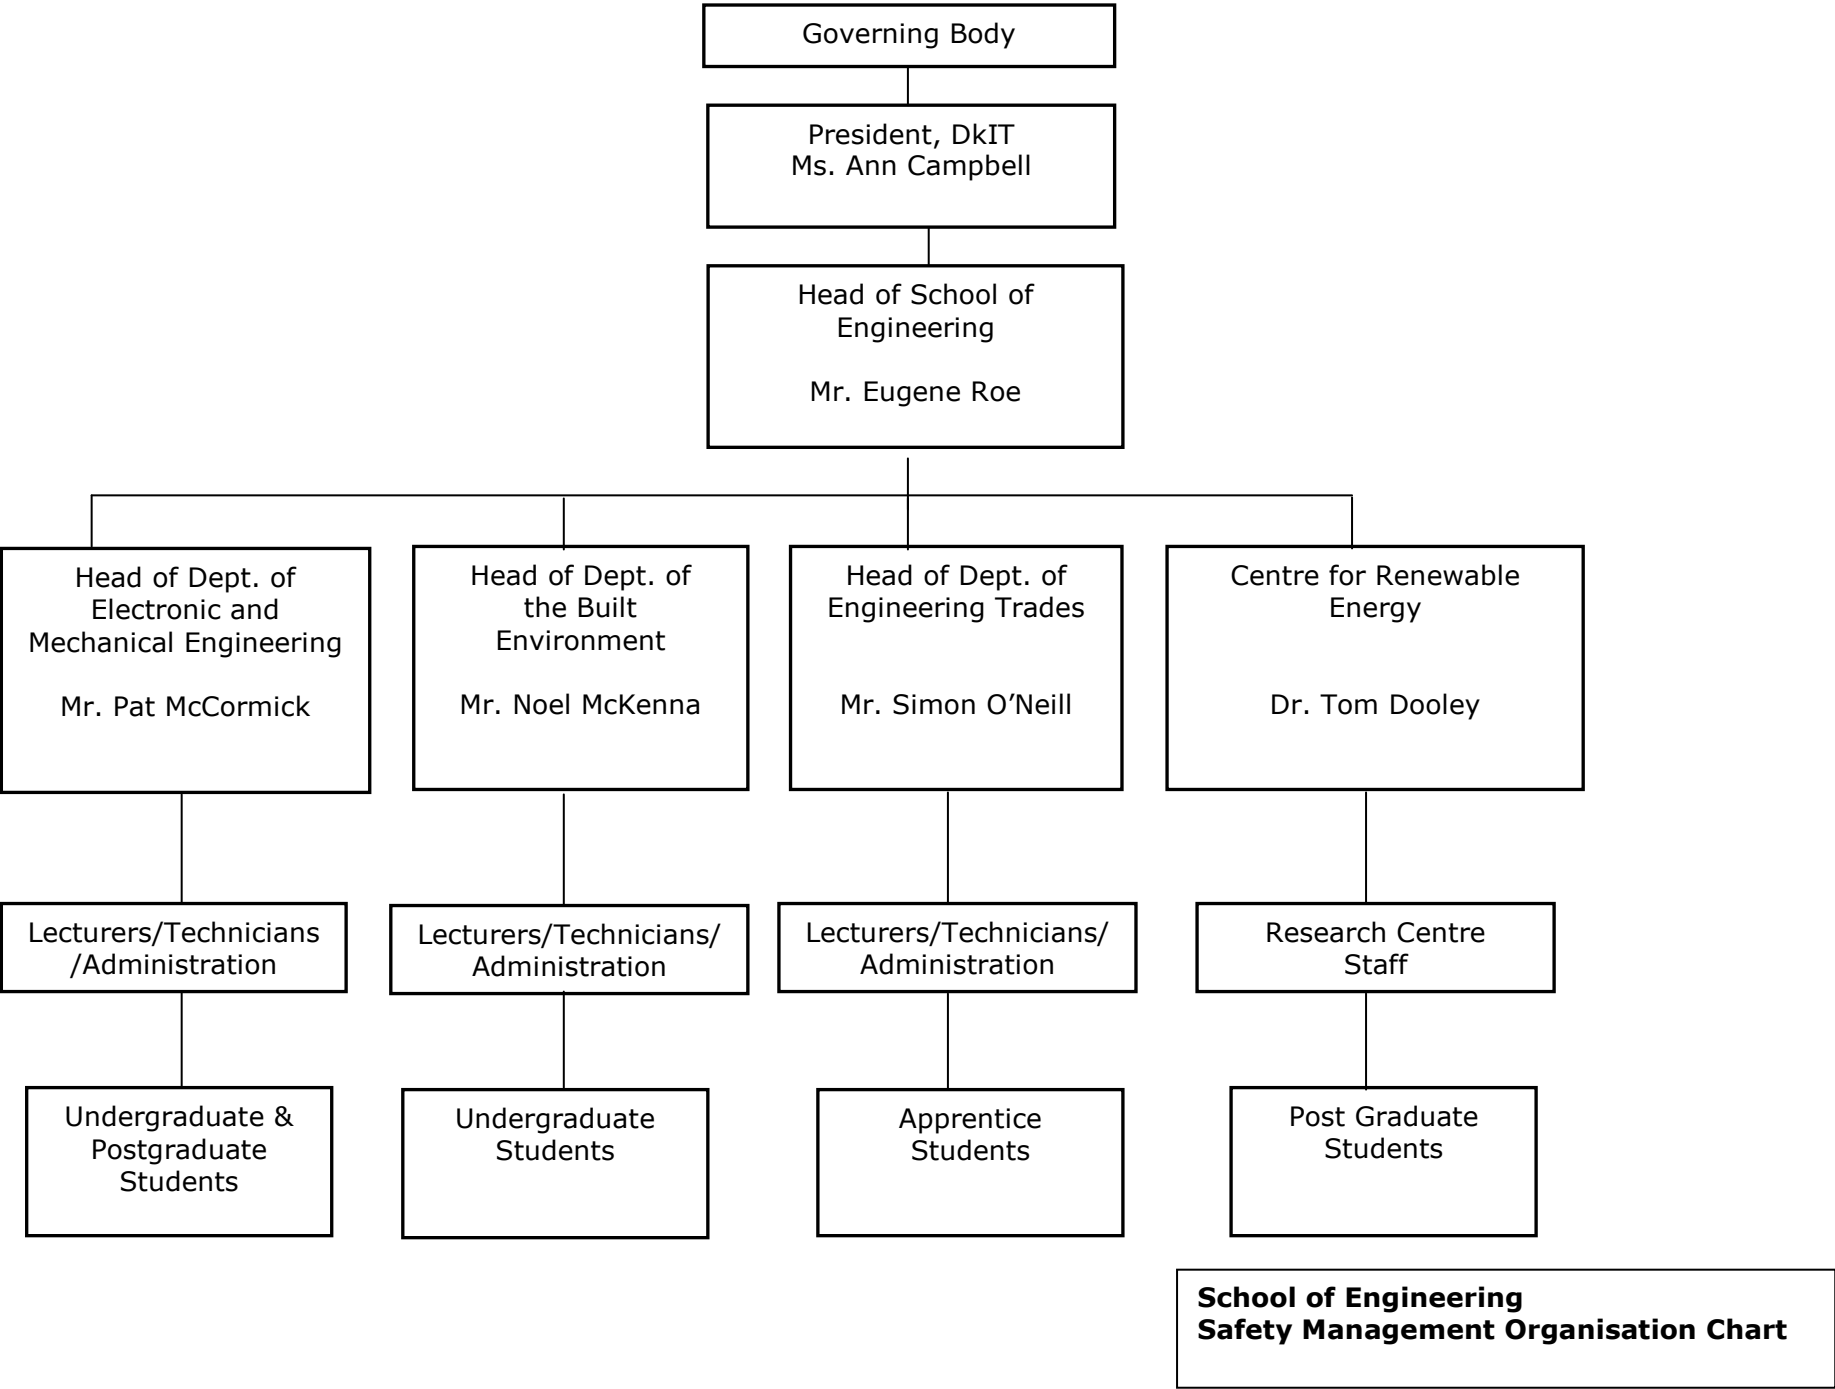 Governing Body
President, DkIT
Ms. Ann Campbell
Head of School of
Engineering
Mr. Eugene Roe
Head of Dept. of
Electronic and
Mechanical Engineering
Mr. Pat McCormick
Head of Dept. of
the Built
Environment
Mr. Noel McKenna
Head of Dept. of
Engineering Trades
Mr. Simon O’Neill
Centre for Renewable
Energy
Dr. Tom Dooley
Lecturers/Technicians
/Administration
Lecturers/Technicians/
Administration
Lecturers/Technicians/
Administration
Research Centre
Staff
Undergraduate &
Postgraduate
Students
Undergraduate
Students
Apprentice
Students
Post Graduate
Students
School of Engineering
Safety Management Organisation Chart